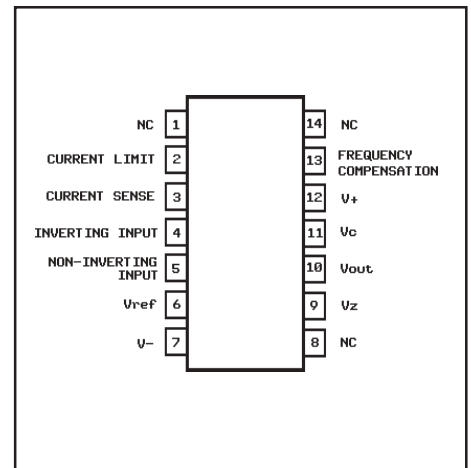 NC 1
CURRENT LIMIT 2
CURRENT SENSE 3
INVERTING INPUT 4
NON-INVERTING
INPUT 5
Vref 6
V- 7
14 NC
13 FREQUENCY
COMPENSATION
12 V+
11 Vc
10 Vout
9 Vz
8 NC